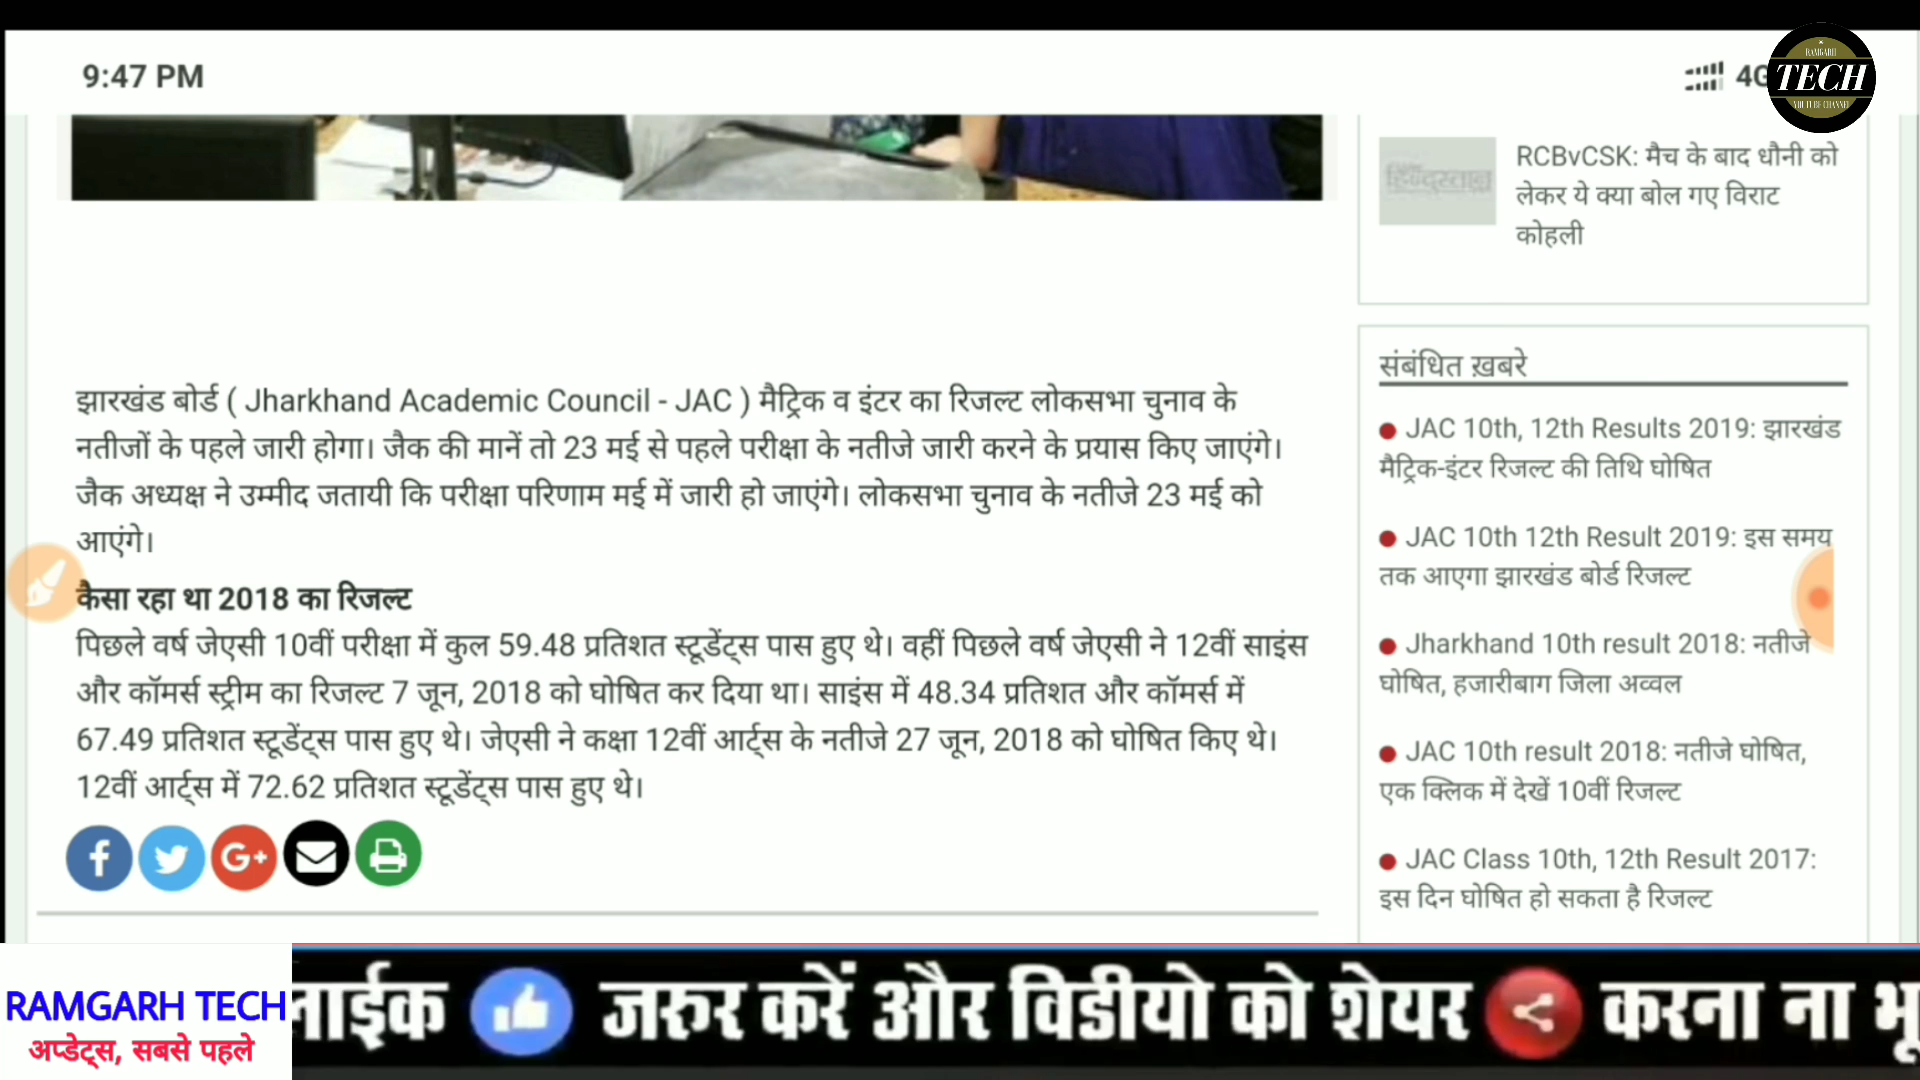 9:47 PM
4G
RAMGARH
TECH
YOUTUBE CHANNEL
हिन्दुस्तान
RCBvCSK: मैच के बाद धौनी को
लेकर ये क्या बोल गए विराट
कोहली
झारखंड बोर्ड ( Jharkhand Academic Council - JAC ) मैट्रिक व इंटर का रिजल्ट लोकसभा चुनाव के
नतीजों के पहले जारी होगा। जैक की मानें तो 23 मई से पहले परीक्षा के नतीजे जारी करने के प्रयास किए जाएंगे।
जैक अध्यक्ष ने उम्मीद जतायी कि परीक्षा परिणाम मई में जारी हो जाएंगे। लोकसभा चुनाव के नतीजे 23 मई को
आएंगे।
कैसा रहा था 2018 का रिजल्ट
पिछले वर्ष जेएसी 10वीं परीक्षा में कुल 59.48 प्रतिशत स्टूडेंट्स पास हुए थे। वहीं पिछले वर्ष जेएसी ने 12वीं साइंस
और कॉमर्स स्ट्रीम का रिजल्ट 7 जून, 2018 को घोषित कर दिया था। साइंस में 48.34 प्रतिशत और कॉमर्स में
67.49 प्रतिशत स्टूडेंट्स पास हुए थे। जेएसी ने कक्षा 12वीं आर्ट्स के नतीजे 27 जून, 2018 को घोषित किए थे।
12वीं आर्ट्स में 72.62 प्रतिशत स्टूडेंट्स पास हुए थे।
संबंधित ख़बरे
JAC 10th, 12th Results 2019: झारखंड
मैट्रिक-इंटर रिजल्ट की तिथि घोषित
JAC 10th 12th Result 2019: इस समय
तक आएगा झारखंड बोर्ड रिजल्ट
Jharkhand 10th result 2018: नतीजे
घोषित, हजारीबाग जिला अव्वल
JAC 10th result 2018: नतीजे घोषित,
एक क्लिक में देखें 10वीं रिजल्ट
JAC Class 10th, 12th Result 2017:
इस दिन घोषित हो सकता है रिजल्ट
RAMGARH TECH
अप्डेट्स, सबसे पहले
लाईक जरुर करें और विडीयो को शेयर करना ना भू